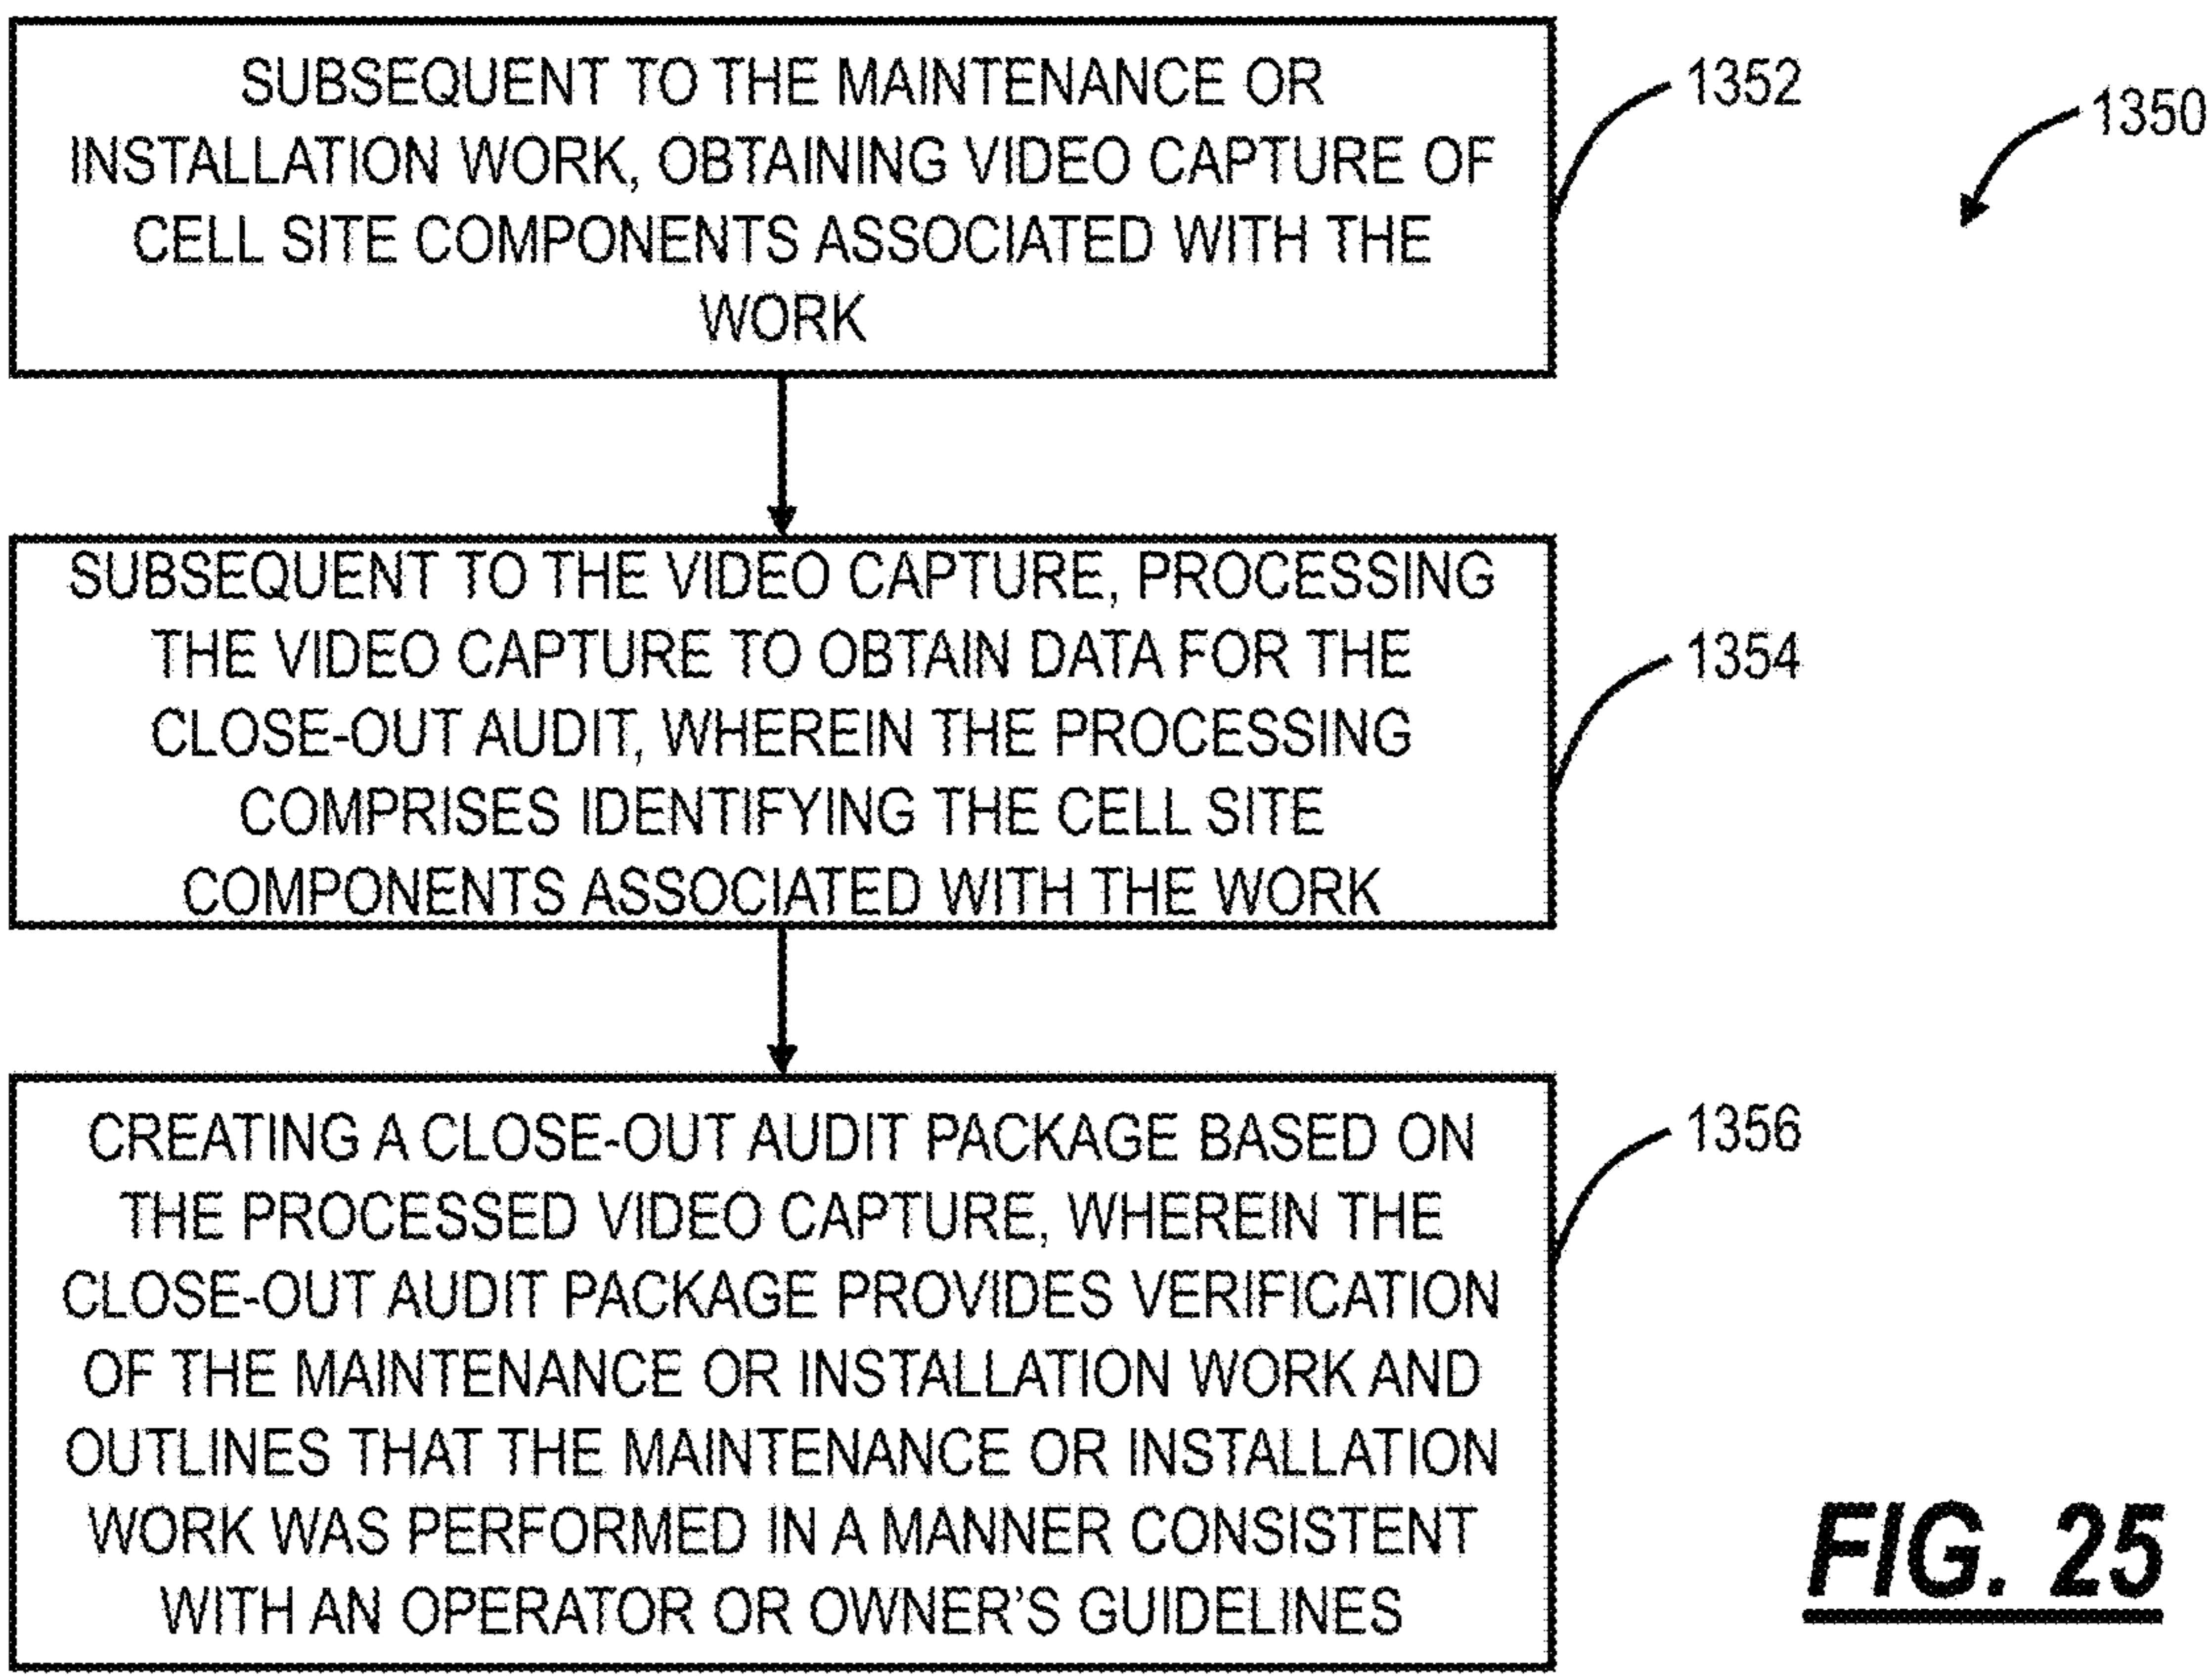 SUBSEQUENT TO THE MAINTENANCE OR
INSTALLATION WORK, OBTAINING VIDEO CAPTURE OF
CELL SITE COMPONENTS ASSOCIATED WITH THE
WORK
1352
1350
SUBSEQUENT TO THE VIDEO CAPTURE, PROCESSING
THE VIDEO CAPTURE TO OBTAIN DATA FOR THE
CLOSE-OUT AUDIT, WHEREIN THE PROCESSING
COMPRISES IDENTIFYING THE CELL SITE
COMPONENTS ASSOCIATED WITH THE WORK
1354
CREATING A CLOSE-OUT AUDIT PACKAGE BASED ON
THE PROCESSED VIDEO CAPTURE, WHEREIN THE
CLOSE-OUT AUDIT PACKAGE PROVIDES VERIFICATION
OF THE MAINTENANCE OR INSTALLATION WORK AND
OUTLINES THAT THE MAINTENANCE OR INSTALLATION
WORK WAS PERFORMED IN A MANNER CONSISTENT
WITH AN OPERATOR OR OWNER'S GUIDELINES
1356
FIG. 25